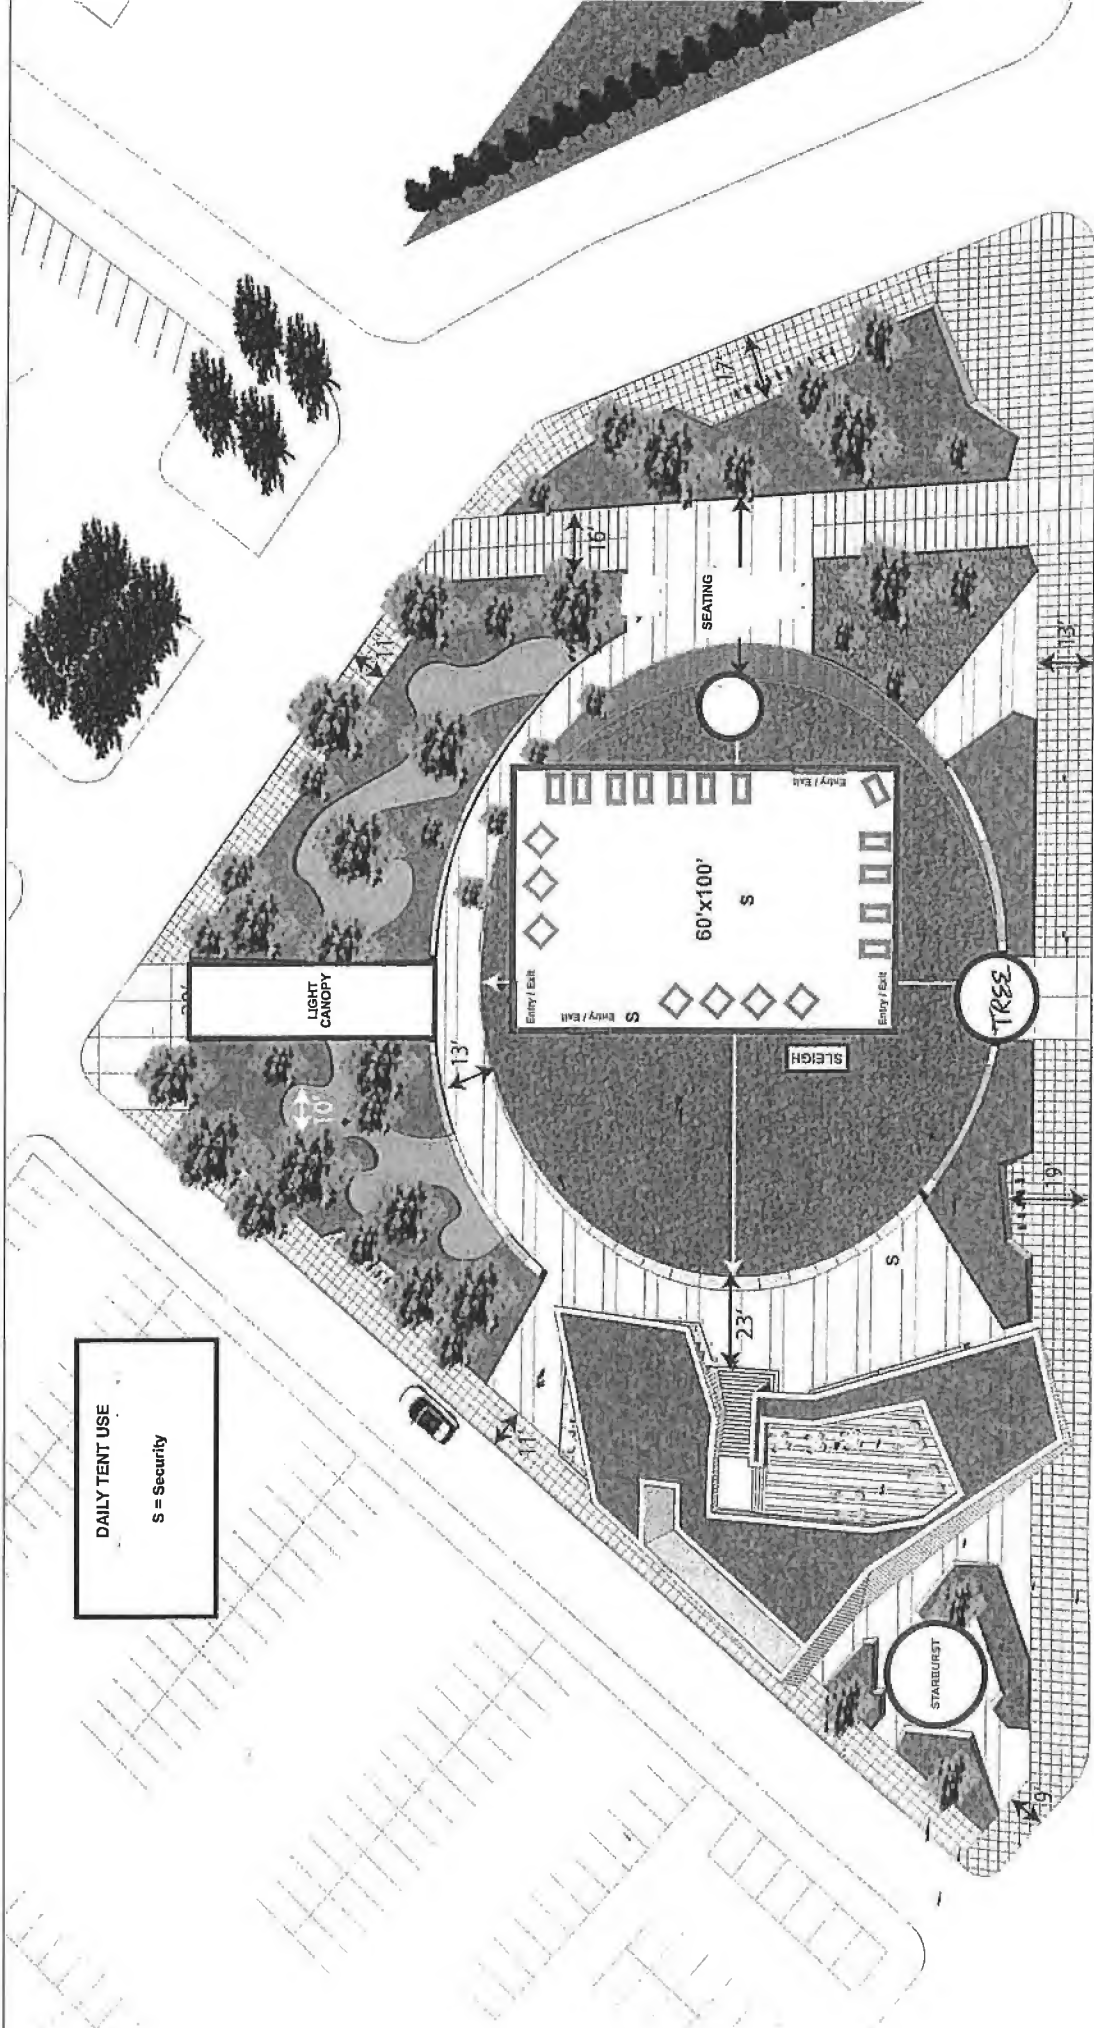 DAILY TENT USE
S = Security
LIGHT
CANOPY
SEATING
60'x100'
S
Entry / Exit
Entry / Exit
Entry / Exit
Entry / Exit
S
SLEIGH
TREE
S
STARBURST
16'
17'
11'
13'
10'
13'
19'
23'
11'
9'